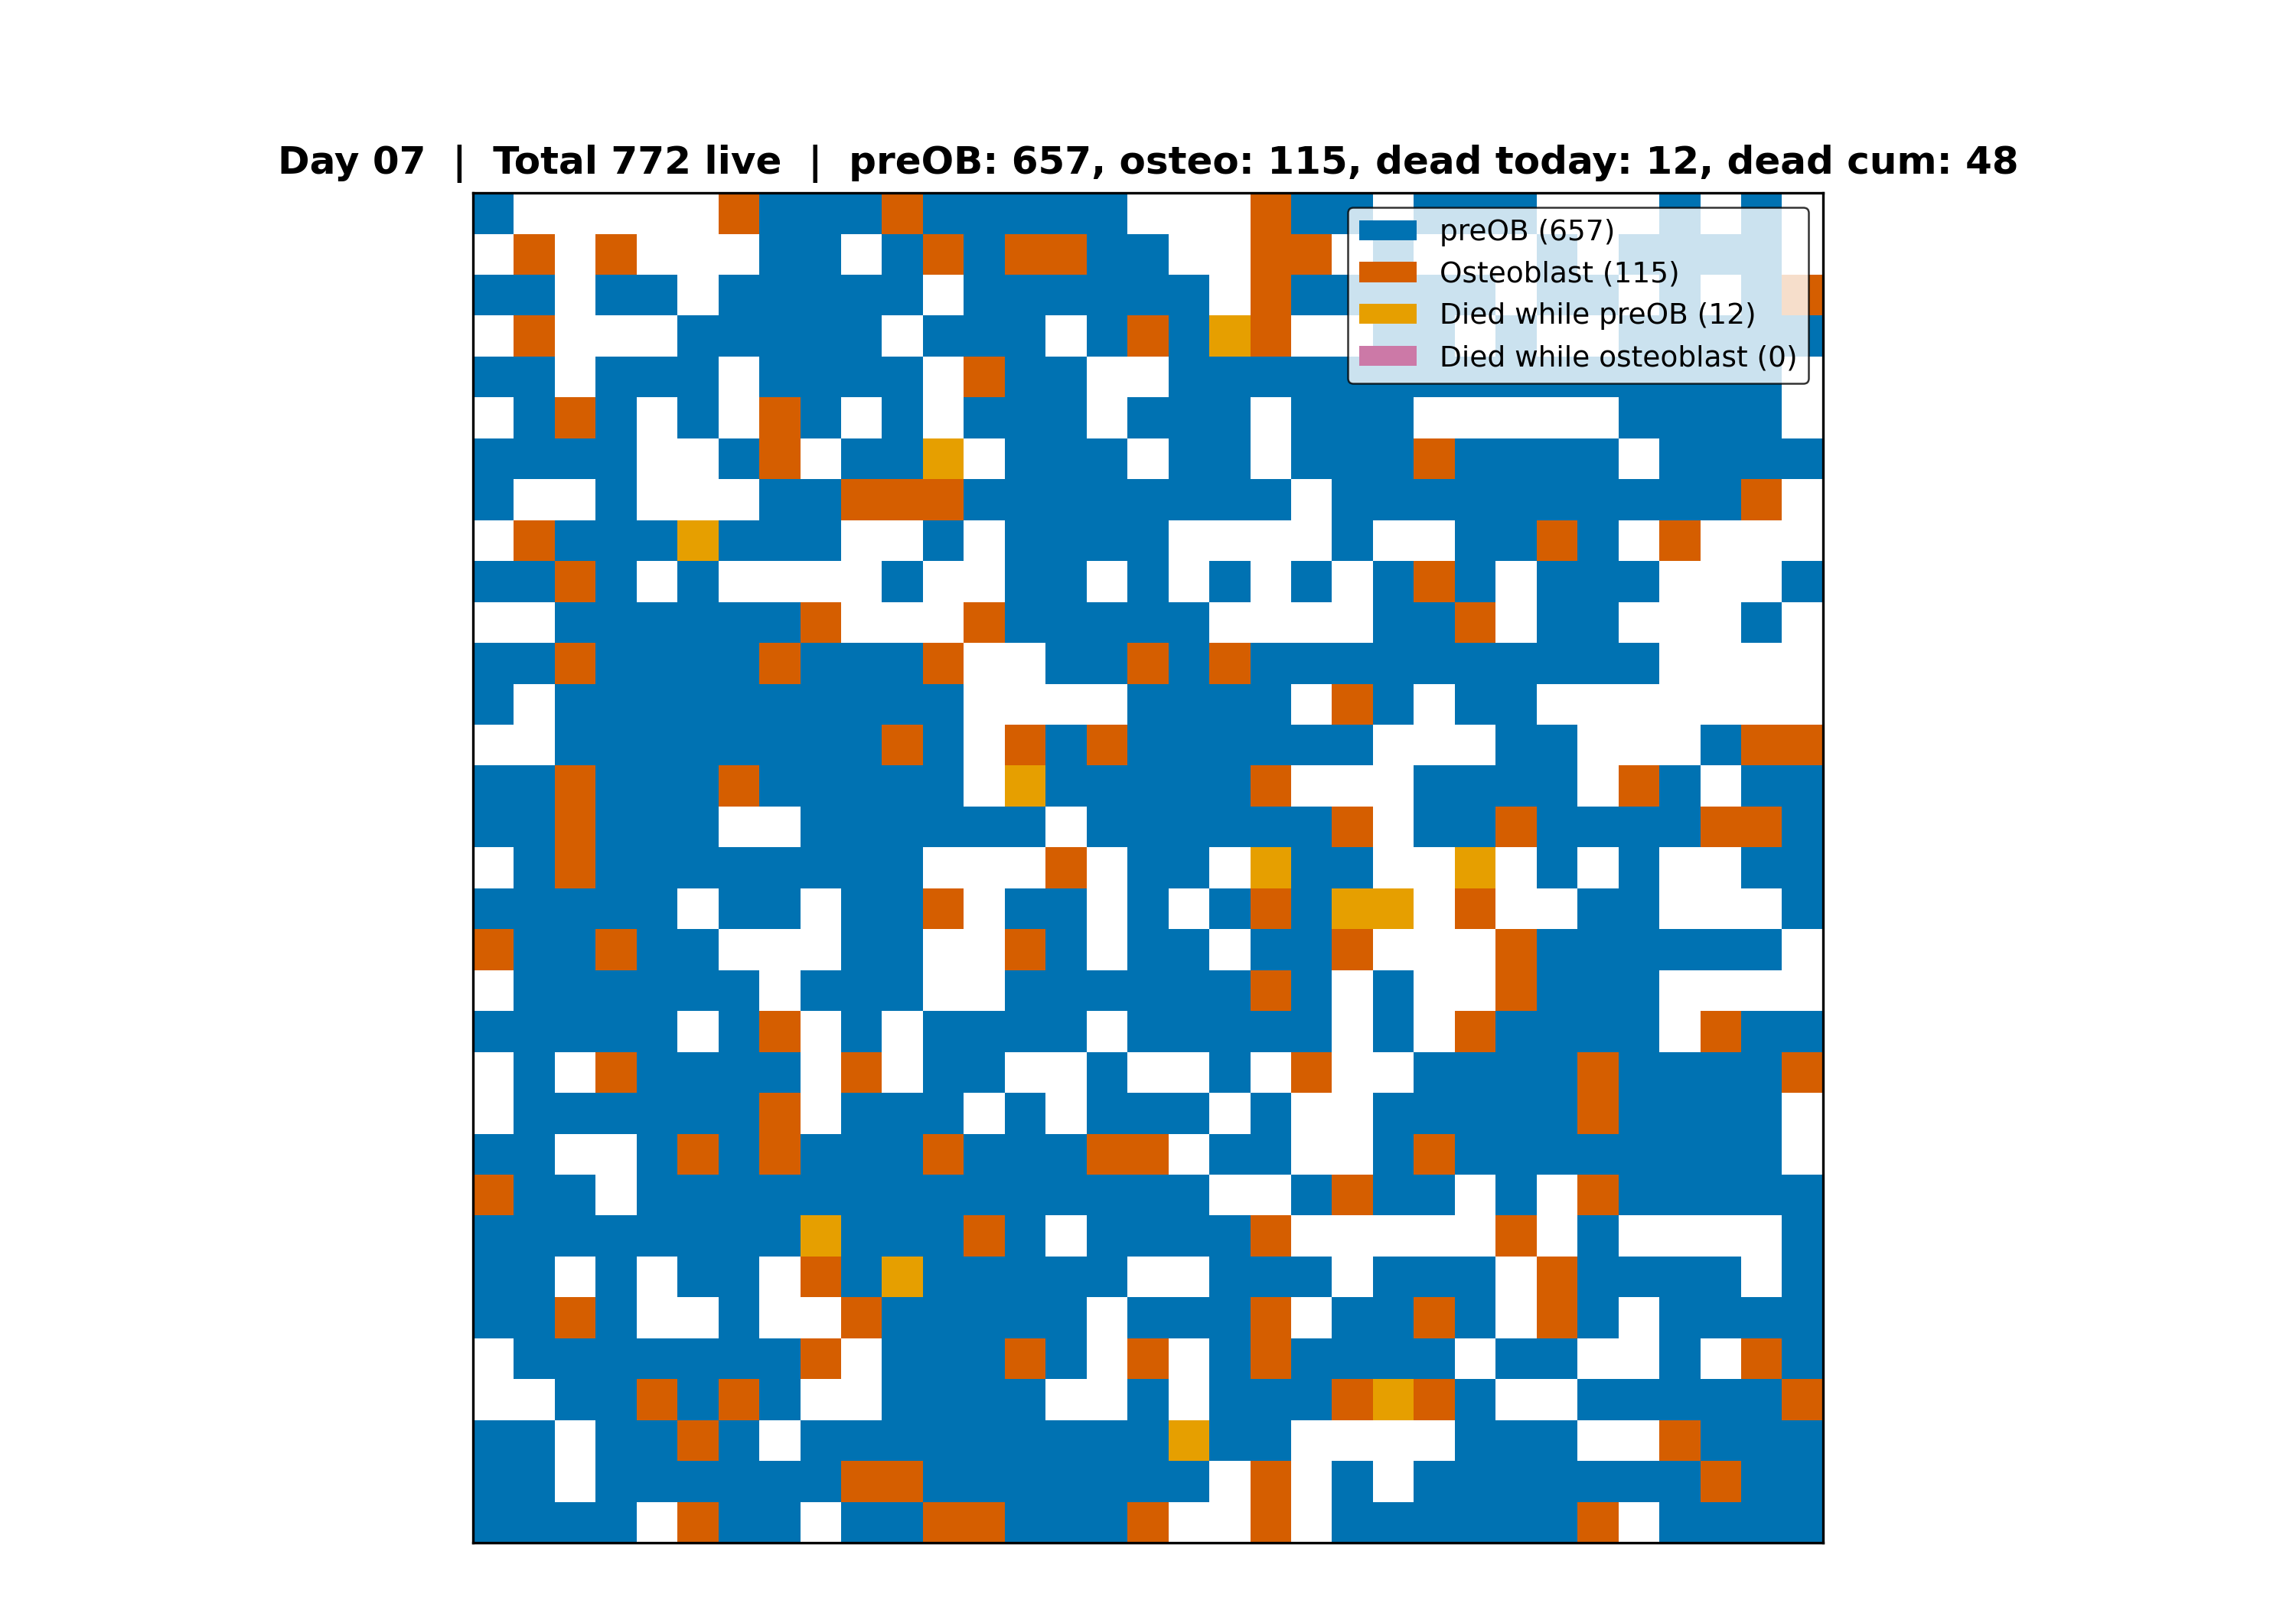 Day 07 | Total 772 live | preOB: 657, osteo: 115, dead today: 12, dead cum: 48
preOB (657)
Osteoblast (115)
Died while preOB (12)
Died while osteoblast (0)